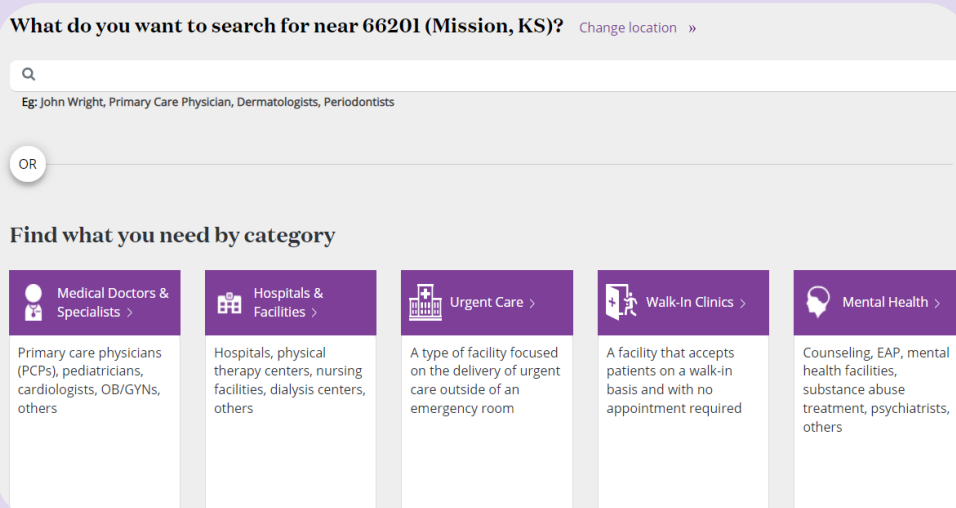 What do you want to search for near 66201 (Mission, KS)? Change location »
Eg: John Wright, Primary Care Physician, Dermatologists, Periodontists
OR
Find what you need by category
Medical Doctors &
Specialists >
Primary care physicians
(PCPs), pediatricians,
cardiologists, OB/GYNs,
others
Hospitals &
Facilities >
Hospitals, physical
therapy centers, nursing
facilities, dialysis centers,
others
Urgent Care >
A type of facility focused
on the delivery of urgent
care outside of an
emergency room
Walk-In Clinics >
A facility that accepts
patients on a walk-in
basis and with no
appointment required
Mental Health >
Counseling, EAP, mental
health facilities,
substance abuse
treatment, psychiatrists,
others